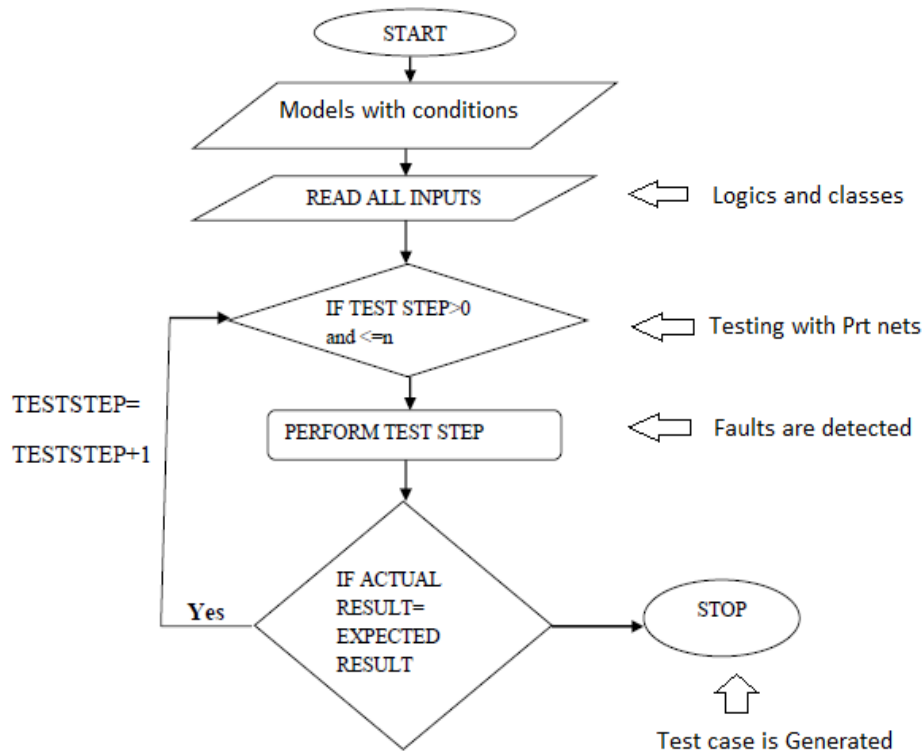 START
Models with conditions
READ ALL INPUTS
Logics and classes
IF TEST STEP>0
and <=n
Testing with Prt nets
TESTSTEP=
TESTSTEP+1
PERFORM TEST STEP
Faults are detected
IF ACTUAL
RESULT=
EXPECTED
RESULT
Yes
STOP
Test case is Generated